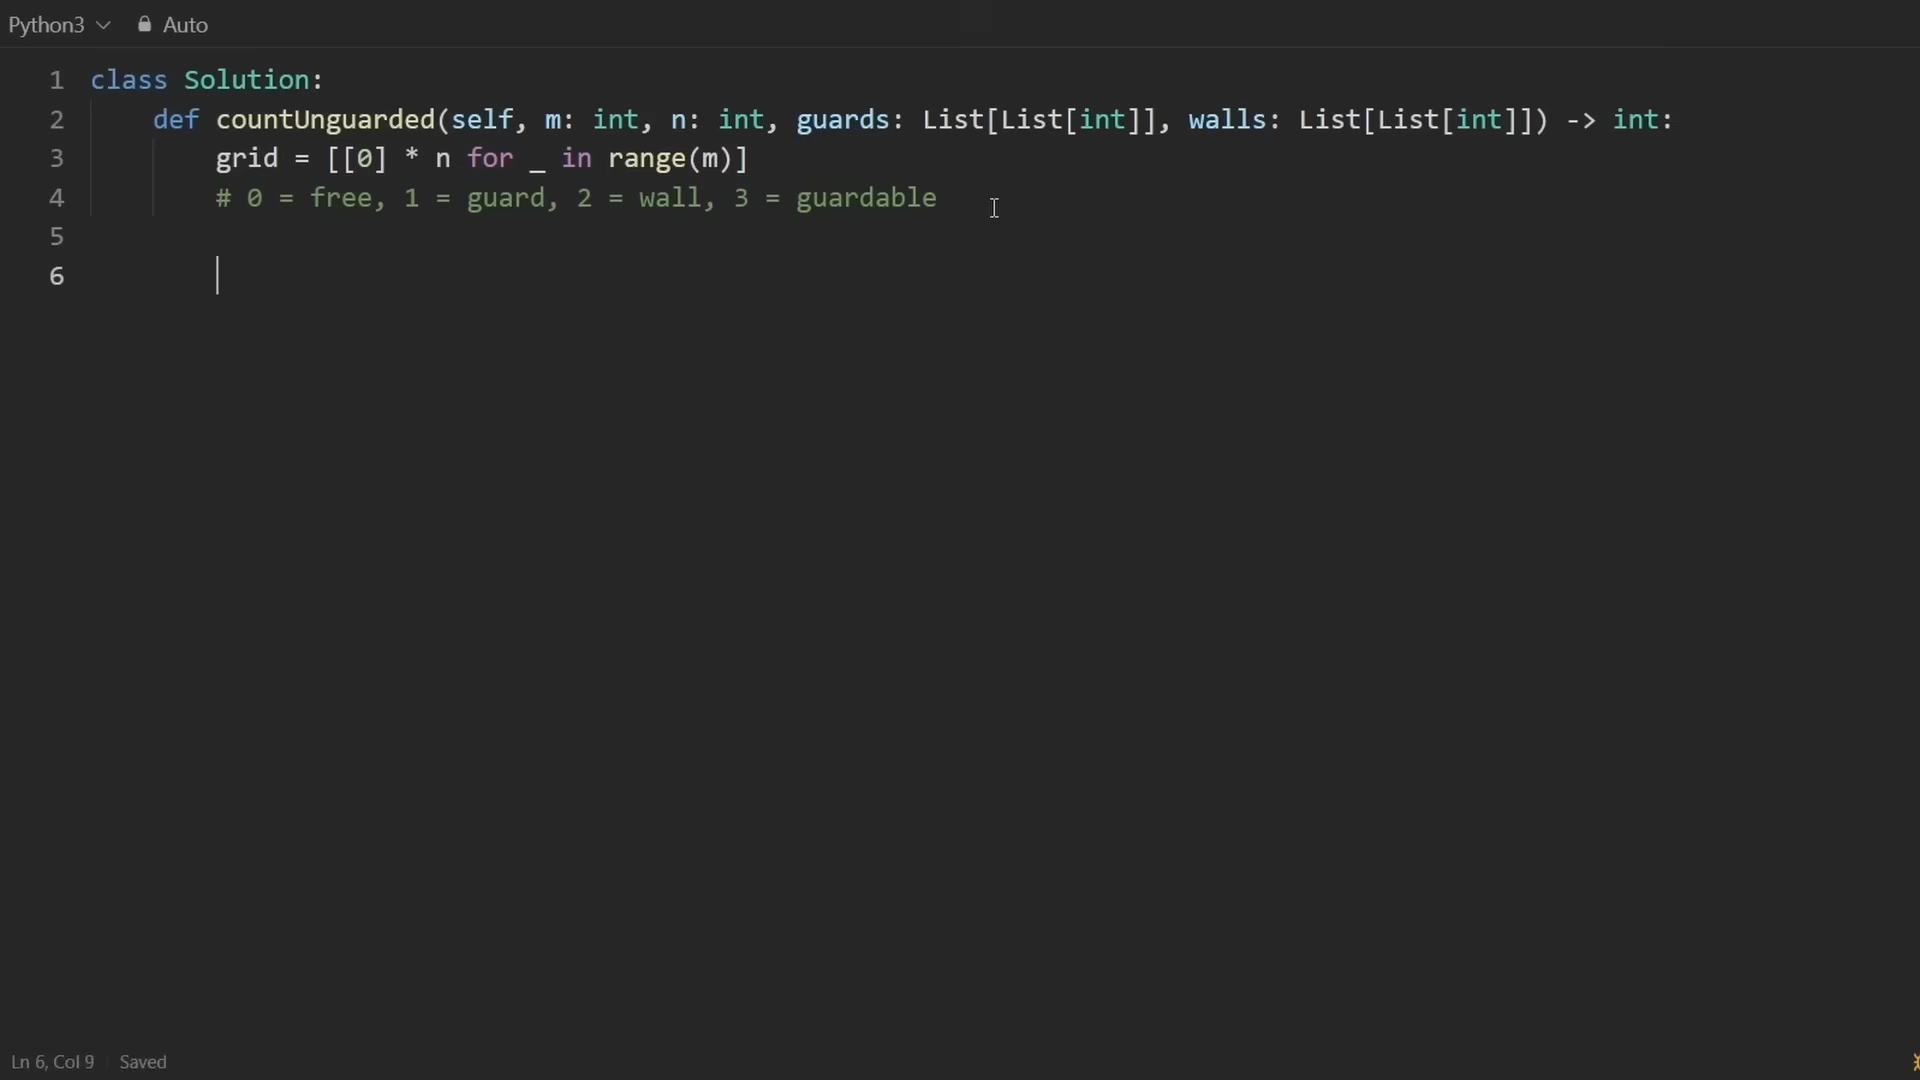 Python3 Auto
1 class Solution:
2 def countUnguarded(self, m: int, n: int, guards: List[List[int]], walls: List[List[int]]) -> int:
3 grid = [[0] * n for _ in range(m)]
4 # 0 = free, 1 = guard, 2 = wall, 3 = guardable
5
6
Ln 6, Col 9 Saved